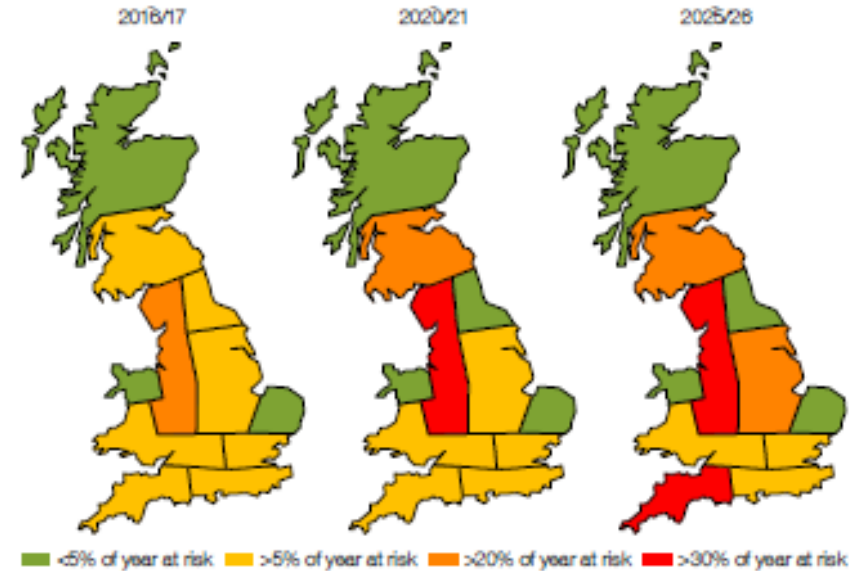 2016/17 2020/21 2025/26
<5% of year at risk >5% of year at risk >20% of year at risk >30% of year at risk